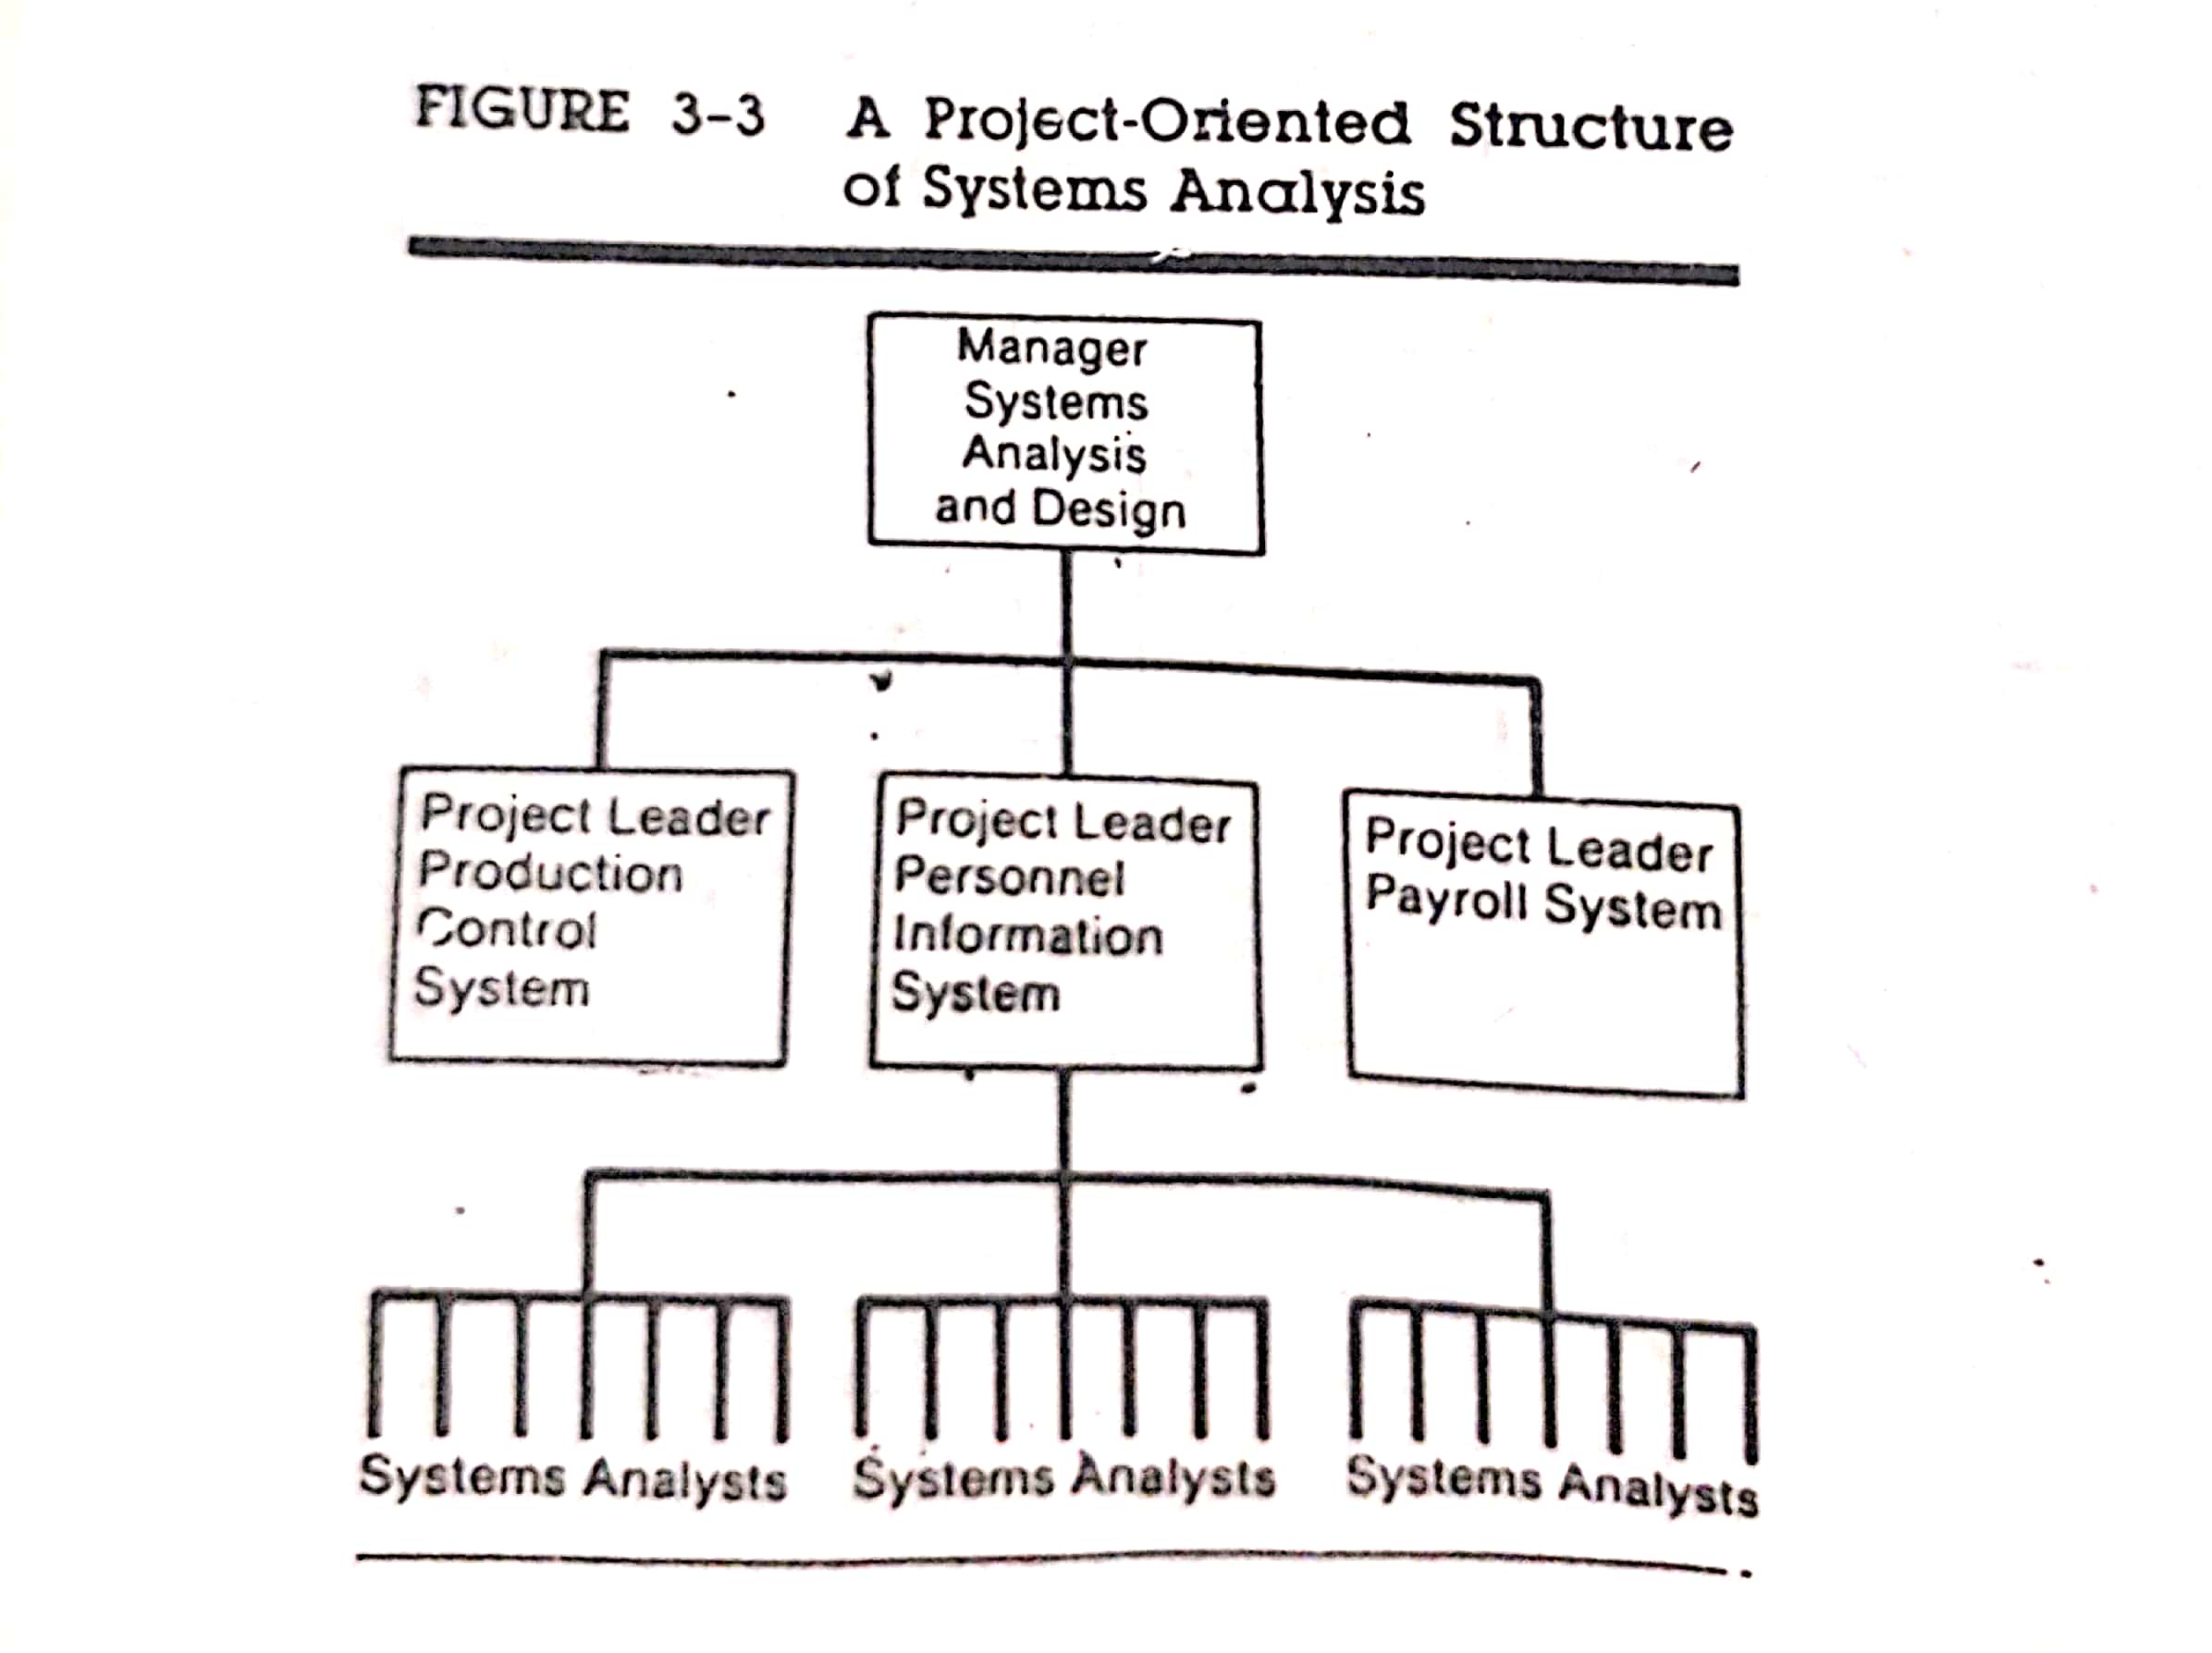 FIGURE 3-3 A Project-Oriented Structure
of Systems Analysis
Manager
Systems
Analysis
and Design
Project Leader
Production
Control
System
Project Leader
Personnel
Information
System
Project Leader
Payroll System
Systems Analysts
Systems Analysts
Systems Analysts